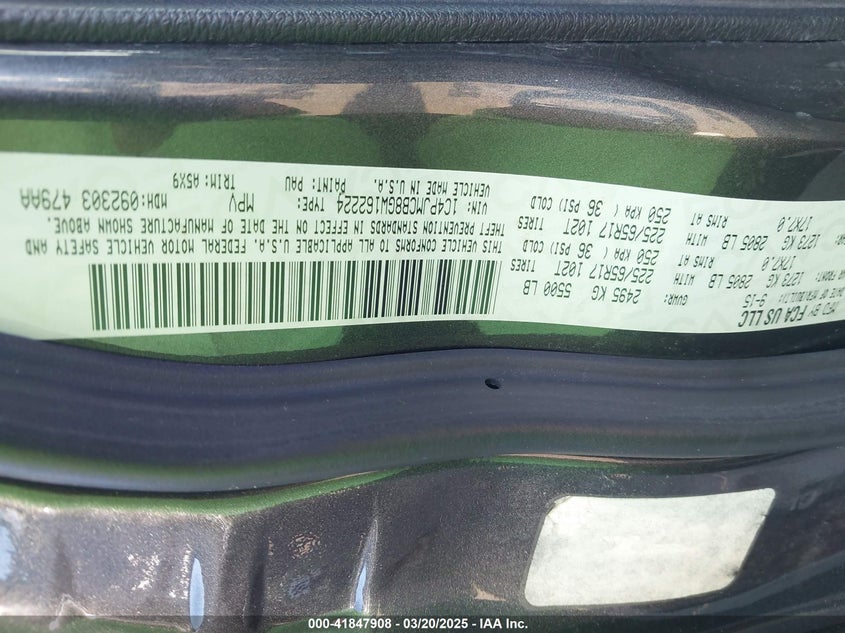 MFD BY FCA US LLC
DATE OF MFR 9-15
GVWR: 2495 KG 5500 LB
FRONT: 1273 KG 2805 LB WITH 225/65R17 102T TIRES
17X7.0 RIMS AT 250 KPA ( 36 PSI) COLD
1273 KG 2805 LB WITH 225/65R17 102T TIRES
17X7.0 RIMS AT 250 KPA ( 36 PSI) COLD
THIS VEHICLE CONFORMS TO ALL APPLICABLE U.S.A. FEDERAL MOTOR VEHICLE SAFETY AND
THEFT PREVENTION STANDARDS IN EFFECT ON THE DATE OF MANUFACTURE SHOWN ABOVE.
VIN: 1C4PJMCB8GW162224 TYPE: MPV MDH: 092303 479AA
PAINT: PAU TRIM: A5X9
VEHICLE MADE IN U.S.A.
000-41847908 | 03/20/2025 - IAA Inc.